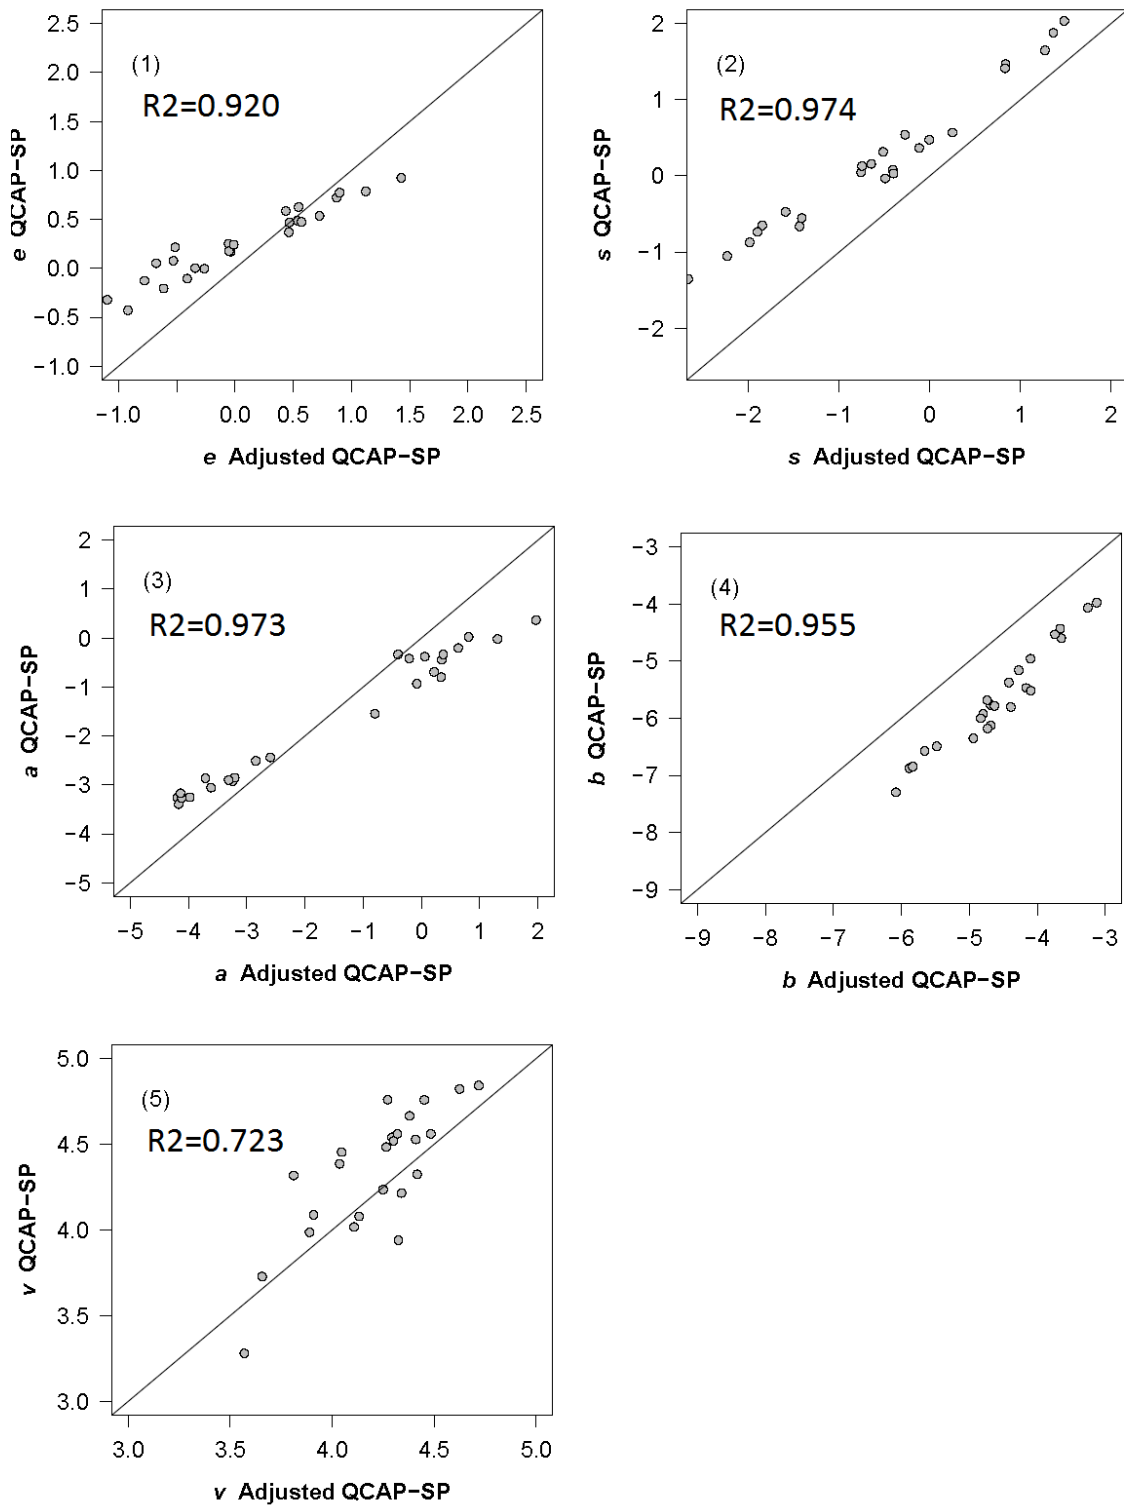 2.5
2.0
1.5
1.0
0.5
0.0
−0.5
−1.0
e QCAP−SP
(1)
R2=0.920
−1.0 0.0 0.5 1.0 1.5 2.0 2.5
e Adjusted QCAP−SP
2
1
0
−1
−2
s QCAP−SP
(2)
R2=0.974
−2 −1 0 1 2
s Adjusted QCAP−SP
2
1
0
−1
−2
−3
−4
−5
a QCAP−SP
(3)
R2=0.973
−5 −4 −3 −2 −1 0 1 2
a Adjusted QCAP−SP
−3
−4
−5
−6
−7
−8
−9
b QCAP−SP
(4)
R2=0.955
−9 −8 −7 −6 −5 −4 −3
b Adjusted QCAP−SP
5.0
4.5
4.0
3.5
3.0
v QCAP−SP
(5)
R2=0.723
3.0 3.5 4.0 4.5 5.0
v Adjusted QCAP−SP